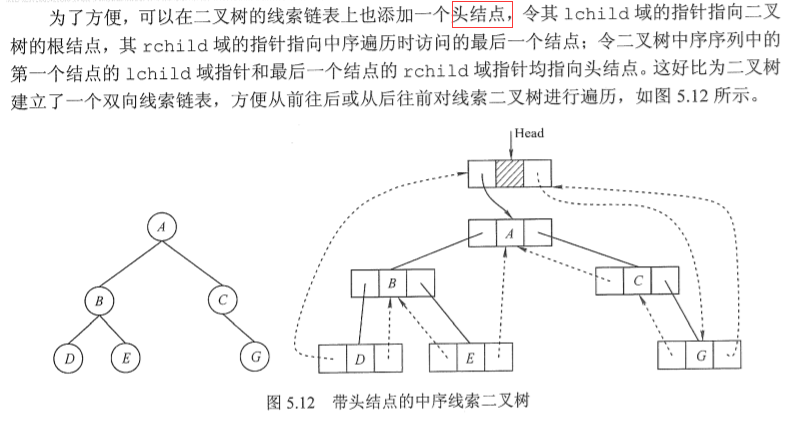 为了方便，可以在二叉树的线索链表上也添加一个头结点，令其 lchild 域的指针指向二叉
树的根结点，其 rchild 域的指针指向中序遍历时访问的最后一个结点；令二叉树中序序列中的
第一个结点的 lchild 域指针和最后一个结点的 rchild 域指针均指向头结点。这好比为二叉树
建立了一个双向线索链表，方便从前往后或从后往前对线索二叉树进行遍历，如图 5.12 所示。
Head
A
B
C
D
E
G
A
B
C
D
E
G
图 5.12 带头结点的中序线索二叉树